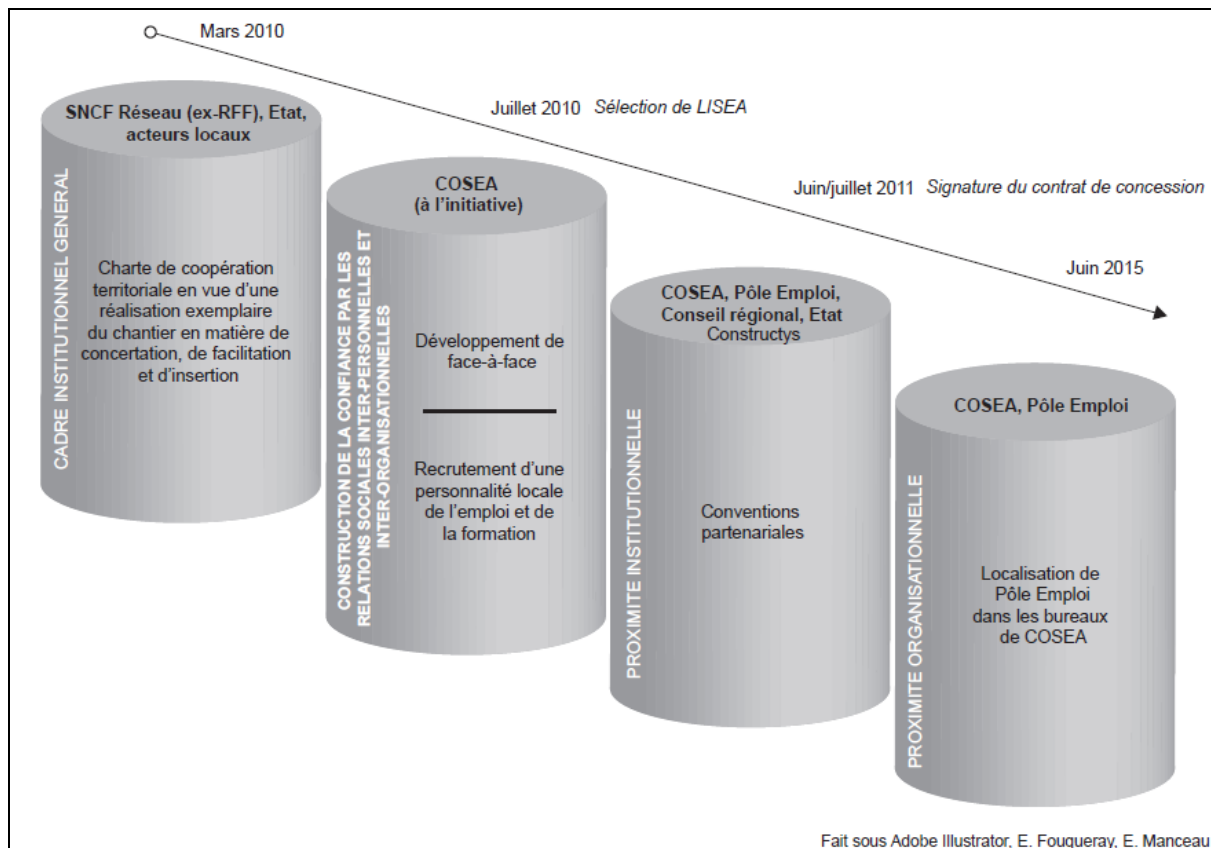 Mars 2010
Juillet 2010 Sélection de LISEA
Juin/juillet 2011 Signature du contrat de concession
Juin 2015
SNCF Réseau (ex-RFF), Etat,
acteurs locaux
CADRE INSTITUTIONNEL GENERAL
Charte de coopération
territoriale en vue d'une
réalisation exemplaire
du chantier en matière de
concertation, de facilitation
et d'insertion
COSEA
(à l'initiative)
CONSTRUCTION DE LA CONFIANCE PAR LES
RELATIONS SOCIALES INTER-PERSONNELLES ET
INTER-ORGANISATIONNELLES
Développement de
face-à-face
Recrutement d'une
personnalité locale
de l'emploi et de
la formation
COSEA, Pôle Emploi,
Conseil régional, Etat
Constructys
PROXIMITE INSTITUTIONNELLE
Conventions
partenariales
COSEA, Pôle Emploi
PROXIMITE ORGANISATIONNELLE
Localisation de
Pôle Emploi
dans les bureaux
de COSEA
Fait sous Adobe Illustrator, E. Fougueray, E. Manceau